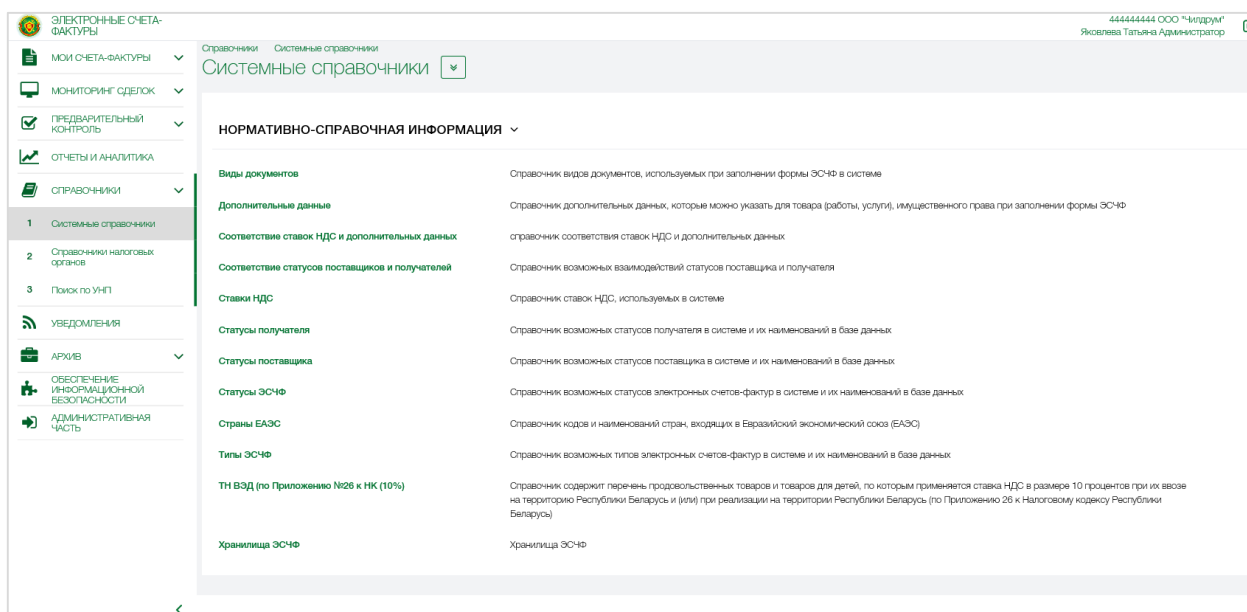 ЭЛЕКТРОННЫЕ СЧЕТА-
ФАКТУРЫ
444444444 ООО "Чилдрум"
Яковлева Татьяна Администратор
МОИ СЧЕТА-ФАКТУРЫ
МОНИТОРИНГ СДЕЛОК
ПРЕДВАРИТЕЛЬНЫЙ
КОНТРОЛЬ
ОТЧЕТЫ И АНАЛИТИКА
СПРАВОЧНИКИ
1 Системные справочники
2 Справочники налоговых
органов
3 Поиск по УНП
УВЕДОМЛЕНИЯ
АРХИВ
ОБЕСПЕЧЕНИЕ
ИНФОРМАЦИОННОЙ
БЕЗОПАСНОСТИ
АДМИНИСТРАТИВНАЯ
ЧАСТЬ
Справочники Системные справочники
Системные справочники
НОРМАТИВНО-СПРАВОЧНАЯ ИНФОРМАЦИЯ
Виды документов Справочник видов документов, используемых при заполнении формы ЭСЧФ в системе
Дополнительные данные Справочник дополнительных данных, которые можно указать для товара (работы, услуги), имущественного права при заполнении формы ЭСЧФ
Соответствие ставок НДС и дополнительных данных справочник соответствия ставок НДС и дополнительных данных
Соответствие статусов поставщиков и получателей Справочник возможных взаимодействий статусов поставщика и получателя
Ставки НДС Справочник ставок НДС, используемых в системе
Статусы получателя Справочник возможных статусов получателя в системе и их наименований в базе данных
Статусы поставщика Справочник возможных статусов поставщика в системе и их наименований в базе данных
Статусы ЭСЧФ Справочник возможных статусов электронных счетов-фактур в системе и их наименований в базе данных
Страны ЕАЭС Справочник кодов и наименований стран, входящих в Евразийский экономический союз (ЕАЭС)
Типы ЭСЧФ Справочник возможных типов электронных счетов-фактур в системе и их наименований в базе данных
ТН ВЭД (по Приложению №26 к НК (10%) Справочник содержит перечень продовольственных товаров и товаров для детей, по которым применяется ставка НДС в размере 10 процентов при их ввозе
на территорию Республики Беларусь и (или) при реализации на территории Республики Беларусь (по Приложению 26 к Налоговому кодексу Республики
Беларусь)
Хранилища ЭСЧФ Хранилища ЭСЧФ